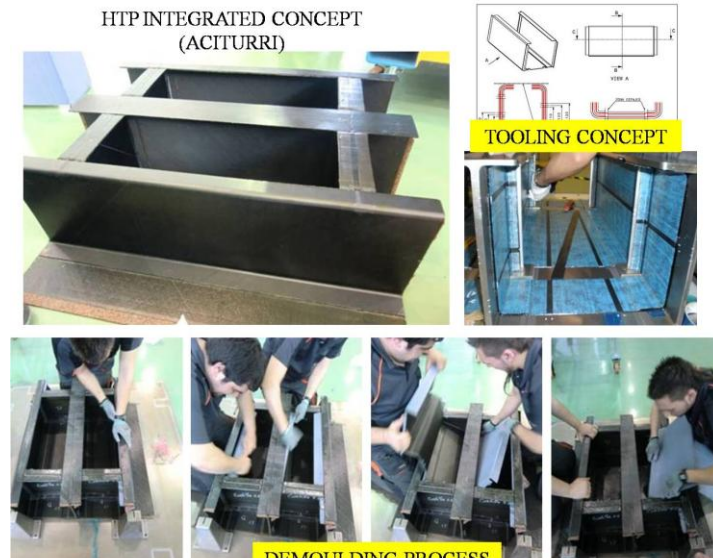 HTP INTEGRATED CONCEPT
(ACITURRI)
VIEW A
TOOLING CONCEPT
DEMOULDING PROCESS